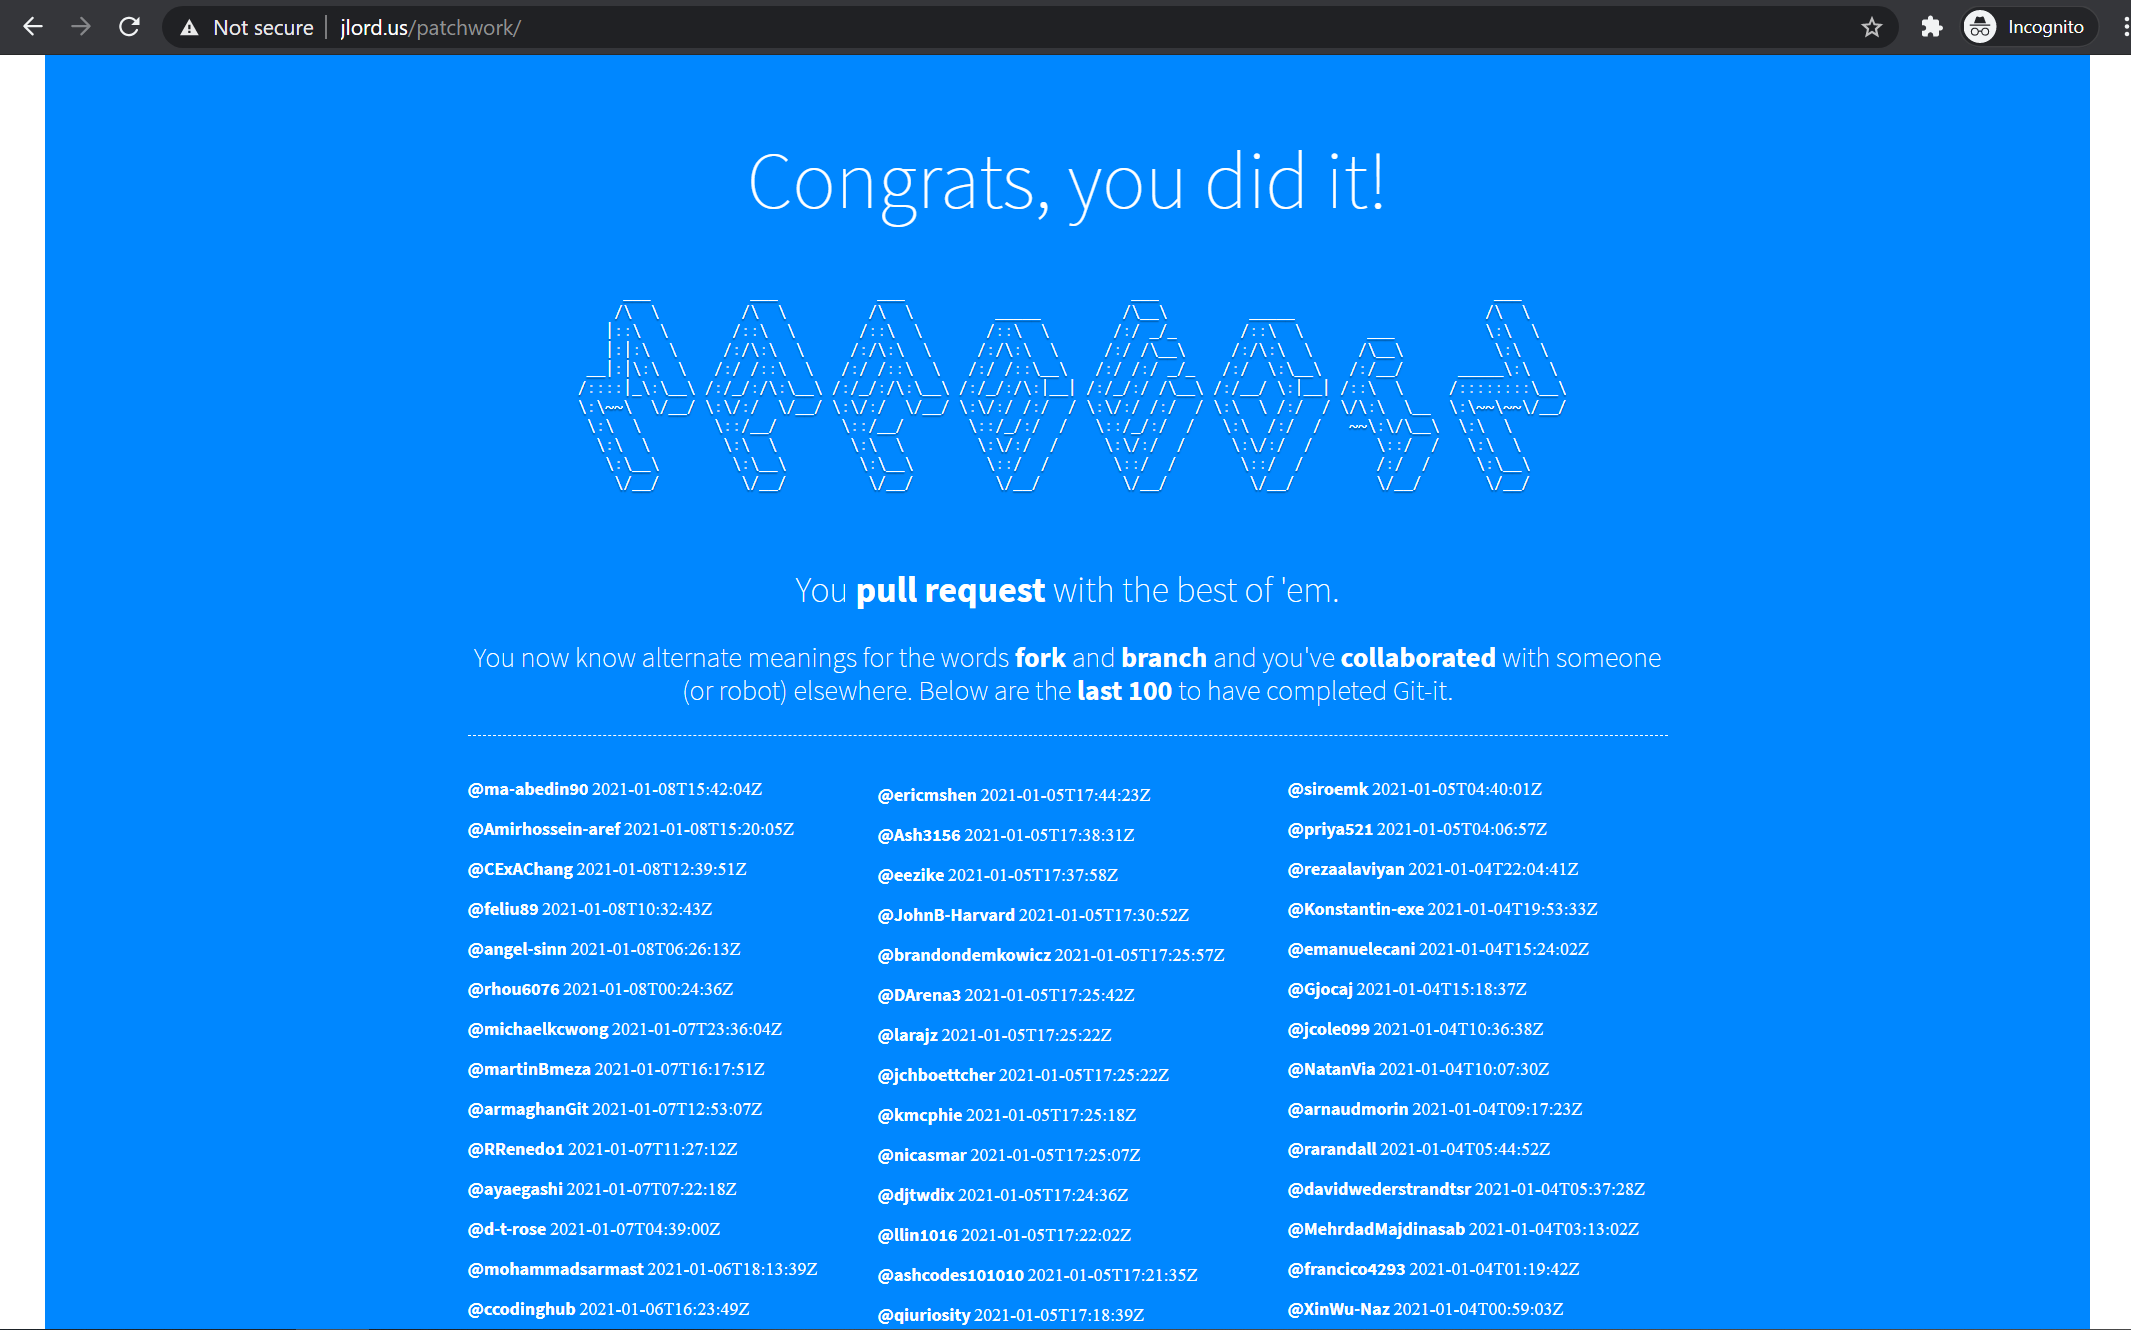 Not secure | jlord.us/patchwork/
Incognito
Congrats, you did it!
You pull request with the best of 'em.
You now know alternate meanings for the words fork and branch and you've collaborated with someone
(or robot) elsewhere. Below are the last 100 to have completed Git-it.
@ma-abedin90 2021-01-08T15:42:04Z
@Amirhossein-aref 2021-01-08T15:20:05Z
@CExAChang 2021-01-08T12:39:51Z
@feliu89 2021-01-08T10:32:43Z
@angel-sinn 2021-01-08T06:26:13Z
@rhou6076 2021-01-08T00:24:36Z
@michaelkcwong 2021-01-07T23:36:04Z
@martinBmeza 2021-01-07T16:17:51Z
@armaghanGit 2021-01-07T12:53:07Z
@RRenedo1 2021-01-07T11:27:12Z
@ayaegashi 2021-01-07T07:22:18Z
@d-t-rose 2021-01-07T04:39:00Z
@mohammadsarmast 2021-01-06T18:13:39Z
@ccodinghub 2021-01-06T16:23:49Z
@ericmshen 2021-01-05T17:44:23Z
@Ash3156 2021-01-05T17:38:31Z
@eezike 2021-01-05T17:37:58Z
@JohnB-Harvard 2021-01-05T17:30:52Z
@brandondemkowicz 2021-01-05T17:25:57Z
@DArena3 2021-01-05T17:25:42Z
@larajz 2021-01-05T17:25:22Z
@jchboettcher 2021-01-05T17:25:22Z
@kmcphie 2021-01-05T17:25:18Z
@nicasmar 2021-01-05T17:25:07Z
@djtwdix 2021-01-05T17:24:36Z
@llin1016 2021-01-05T17:22:02Z
@ashcodes101010 2021-01-05T17:21:35Z
@qiuriosity 2021-01-05T17:18:39Z
@siroemk 2021-01-05T04:40:01Z
@priya521 2021-01-05T04:06:57Z
@rezaalaviyan 2021-01-04T22:04:41Z
@Konstantin-exe 2021-01-04T19:53:33Z
@emanuelecani 2021-01-04T15:24:02Z
@Gjocaj 2021-01-04T15:18:37Z
@jcole099 2021-01-04T10:36:38Z
@NatanVia 2021-01-04T10:07:30Z
@arnaudmorin 2021-01-04T09:17:23Z
@rarandall 2021-01-04T05:44:52Z
@davidwederstrandtsr 2021-01-04T05:37:28Z
@MehrdadMajdinasab 2021-01-04T03:13:02Z
@francico4293 2021-01-04T01:19:42Z
@XinWu-Naz 2021-01-04T00:59:03Z